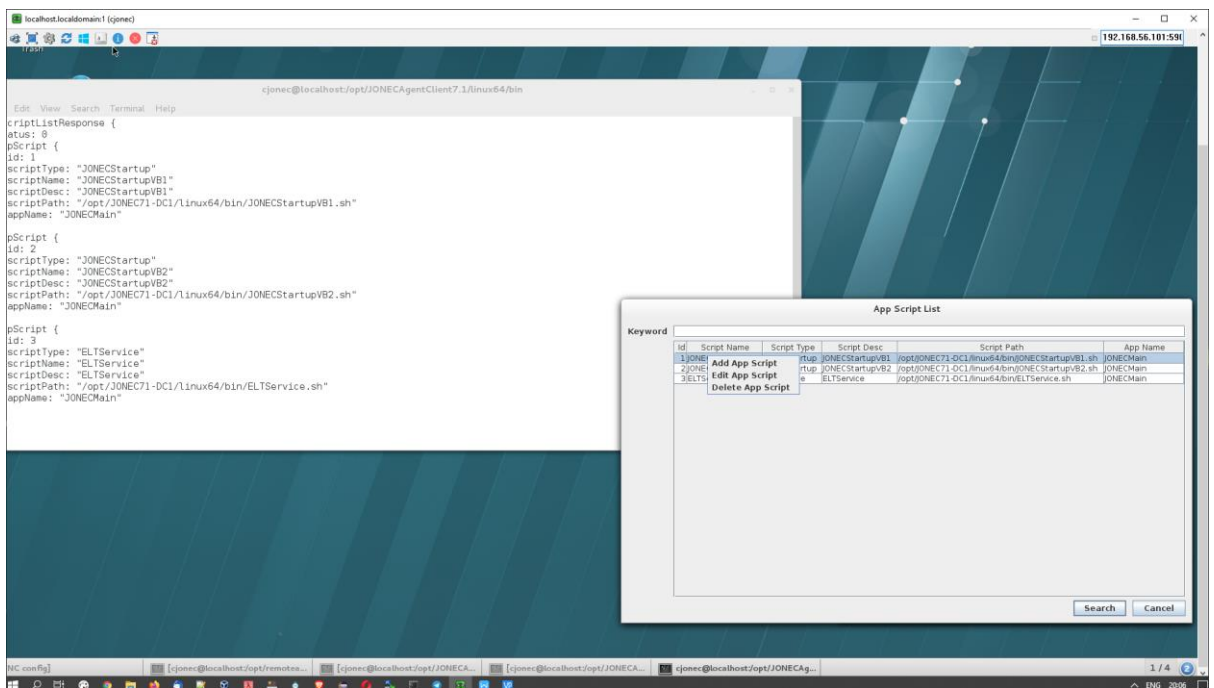 localhost.localdomain:1 (cjonec)
192.168.56.101:590
Trash
cjonec@localhost:/opt/JONECAgentClient7.1/linux64/bin
Edit View Search Terminal Help
criptListResponse {
atus: 0
pScript {
id: 1
scriptType: "JONECStartup"
scriptName: "JONECStartupVB1"
scriptDesc: "JONECStartupVB1"
scriptPath: "/opt/JONEC71-DC1/linux64/bin/JONECStartupVB1.sh"
appName: "JONECMain"
pScript {
id: 2
scriptType: "JONECStartup"
scriptName: "JONECStartupVB2"
scriptDesc: "JONECStartupVB2"
scriptPath: "/opt/JONEC71-DC1/linux64/bin/JONECStartupVB2.sh"
appName: "JONECMain"
pScript {
id: 3
scriptType: "ELTService"
scriptName: "ELTService"
scriptDesc: "ELTService"
scriptPath: "/opt/JONEC71-DC1/linux64/bin/ELTService.sh"
appName: "JONECMain"
App Script List
Keyword
Id Script Name Script Type Script Desc Script Path App Name
1 JONE rtup JONECStartupVB1 /opt/JONEC71-DC1/linux64/bin/JONECStartupVB1.sh JONECMain
2 JONE rtup JONECStartupVB2 /opt/JONEC71-DC1/linux64/bin/JONECStartupVB2.sh JONECMain
3 ELTS e ELTService /opt/JONEC71-DC1/linux64/bin/ELTService.sh JONECMain
Add App Script
Edit App Script
Delete App Script
Search Cancel
NC config] [cjonec@localhost:/opt/remotea... [cjonec@localhost:/opt/JONECA... [cjonec@localhost:/opt/JONECA... cjonec@localhost:/opt/JONECAg... 1 / 4 2
ENG 20:06